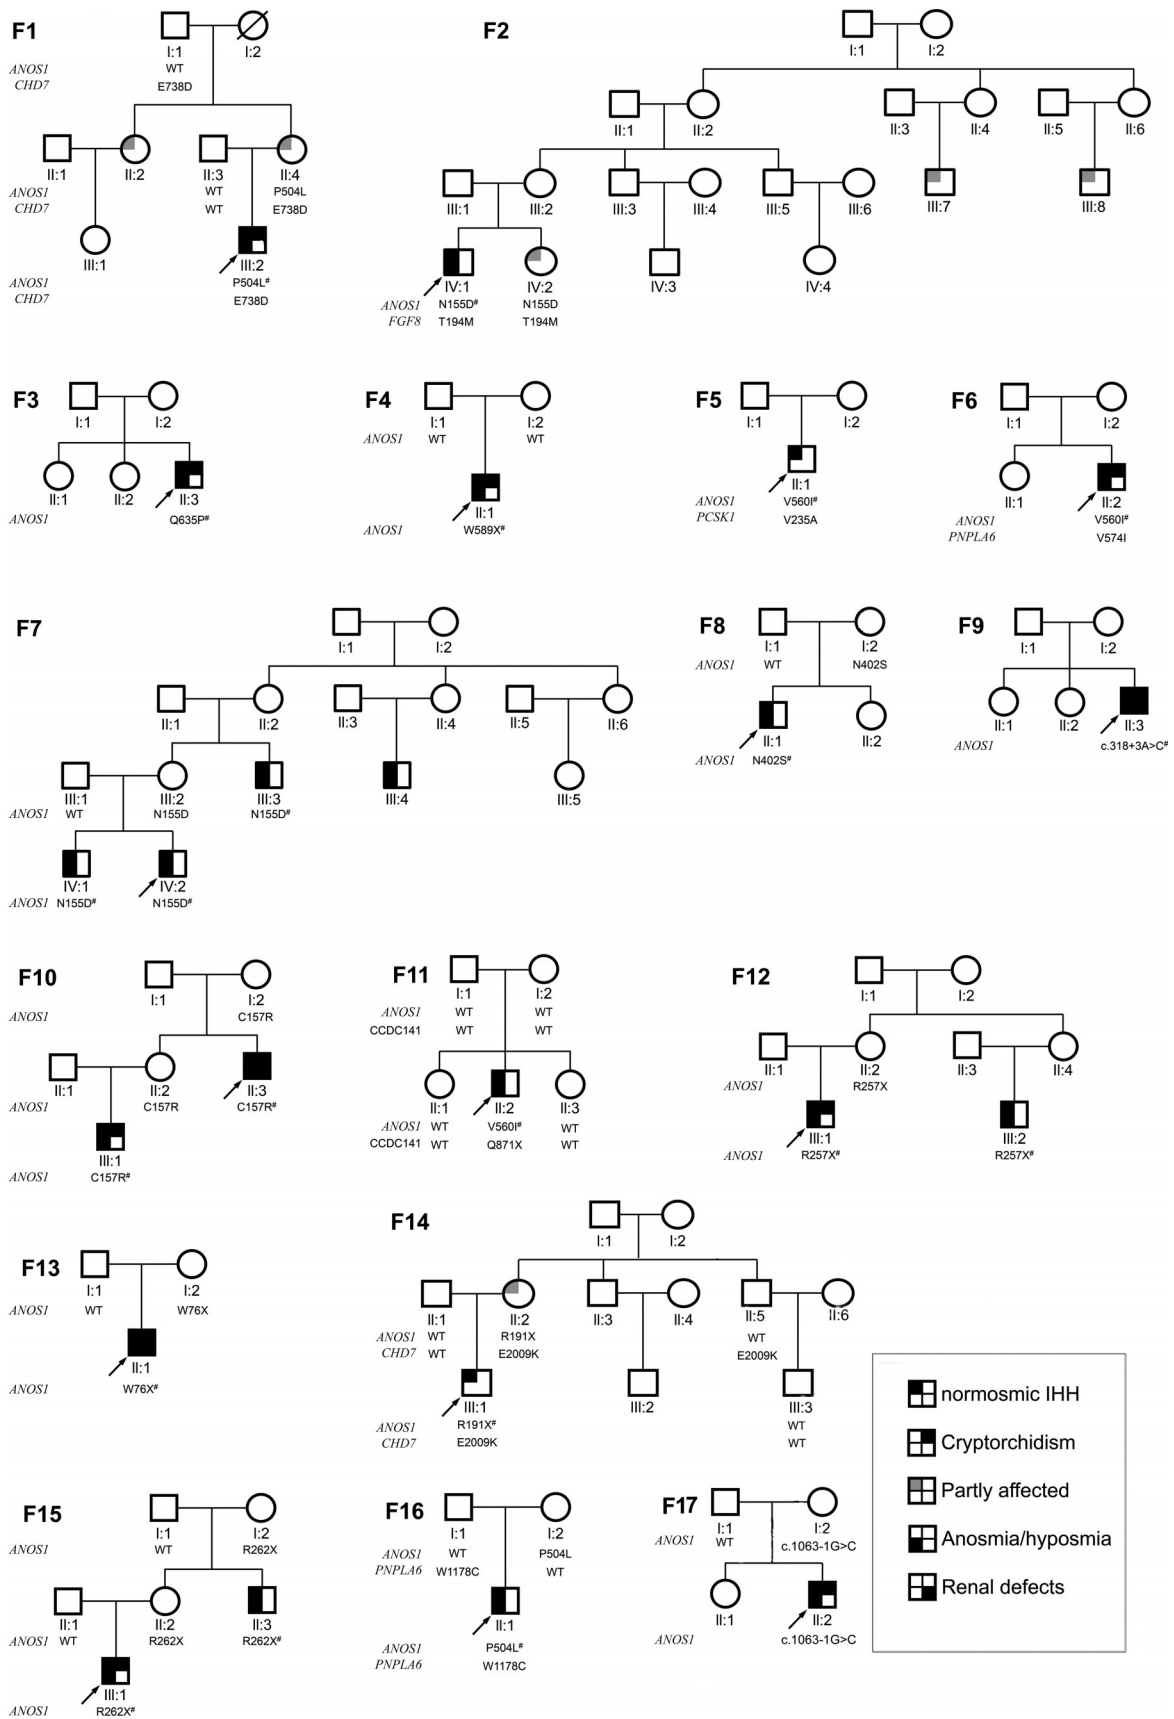 F1
I:1 I:2
ANOS1 WT
CHD7 E738D
II:1 II:2 II:3 II:4
ANOS1 WT P504L
CHD7 WT E738D
III:1 III:2
ANOS1 P504L#
CHD7 E738D
F2
I:1 I:2
II:1 II:2 II:3 II:4 II:5 II:6
III:1 III:2 III:3 III:4 III:5 III:6 III:7 III:8
IV:1 IV:2 IV:3 IV:4
ANOS1 N155D# N155D
FGF8 T194M T194M
F3
I:1 I:2
II:1 II:2 II:3
ANOS1 Q635P#
F4
I:1 I:2
ANOS1 WT WT
II:1
ANOS1 W589X#
F5
I:1 I:2
II:1
ANOS1 V560I#
PCSK1 V235A
F6
I:1 I:2
II:1 II:2
ANOS1 V560I#
PNPLA6 V574I
F7
I:1 I:2
II:1 II:2 II:3 II:4 II:5 II:6
III:1 III:2 III:3 III:4 III:5
ANOS1 WT N155D N155D#
IV:1 IV:2
ANOS1 N155D# N155D#
F8
I:1 I:2
ANOS1 WT N402S
II:1 II:2
ANOS1 N402S#
F9
I:1 I:2
II:1 II:2 II:3
ANOS1 c.318+3A>C#
F10
I:1 I:2
ANOS1 C157R
II:1 II:2 II:3
ANOS1 C157R C157R#
III:1
ANOS1 C157R#
F11
I:1 I:2
ANOS1 WT WT
CCDC141 WT WT
II:1 II:2 II:3
ANOS1 WT V560I# WT
CCDC141 WT Q871X WT
F12
I:1 I:2
II:1 II:2 II:3 II:4
ANOS1 R257X
III:1 III:2
ANOS1 R257X# R257X#
F13
I:1 I:2
ANOS1 WT W76X
II:1
ANOS1 W76X#
F14
I:1 I:2
II:1 II:2 II:3 II:4 II:5 II:6
ANOS1 WT R191X WT
CHD7 WT E2009K E2009K
III:1 III:2 III:3
ANOS1 R191X# WT
CHD7 E2009K WT
normosmic IHH
Cryptorchidism
Partly affected
Anosmia/hyposmia
Renal defects
F15
I:1 I:2
ANOS1 WT R262X
II:1 II:2 II:3
ANOS1 WT R262X R262X#
III:1
ANOS1 R262X#
F16
I:1 I:2
ANOS1 WT P504L
PNPLA6 W1178C WT
II:1
ANOS1 P504L#
PNPLA6 W1178C
F17
I:1 I:2
ANOS1 WT c.1063-1G>C
II:1 II:2
ANOS1 c.1063-1G>C